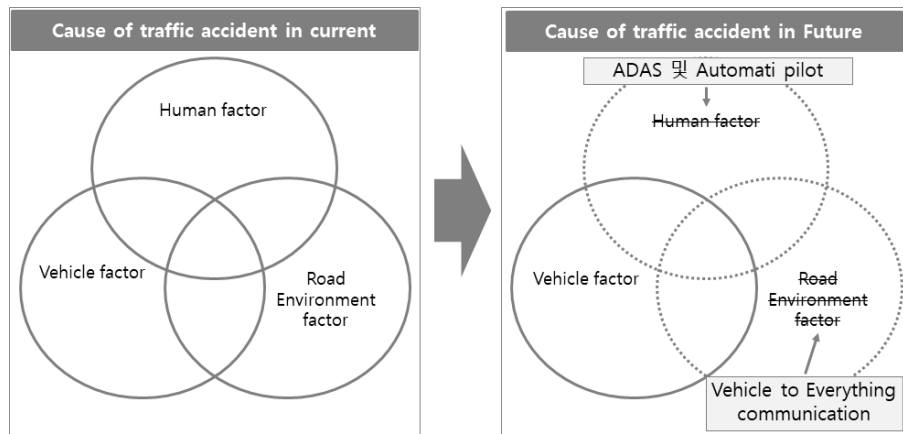 Cause of traffic accident in current
Human factor
Vehicle factor
Road
Environment
factor
Cause of traffic accident in Future
ADAS 및 Automati pilot
Human factor
Vehicle factor
Road
Environment
factor
Vehicle to Everything
communication